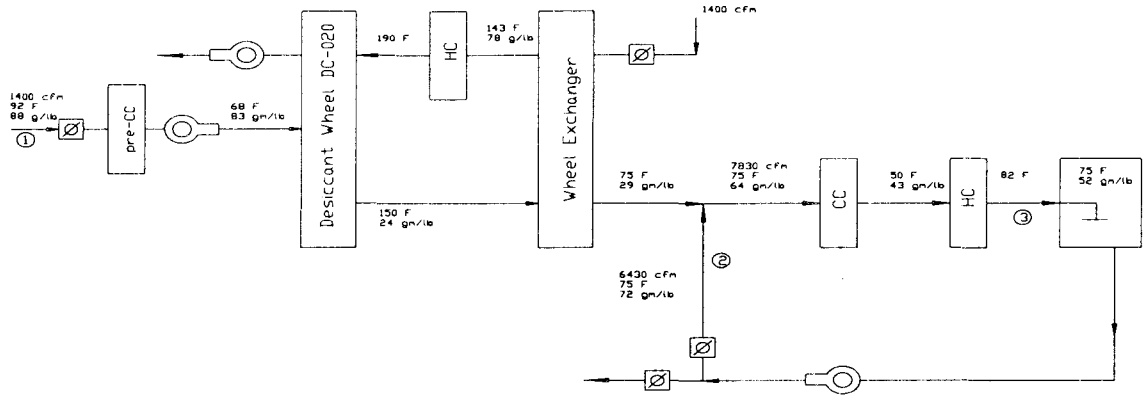 1400 cfm
92 F
88 g/lb
1
pre-CC
68 F
83 gm/lb
Desiccant Wheel DC-020
190 F
HC
143 F
78 g/lb
Wheel Exchanger
1400 cfm
150 F
24 gm/lb
75 F
29 gm/lb
7830 cfm
75 F
64 gm/lb
CC
50 F
43 gm/lb
HC
82 F
3
75 F
52 gm/lb
2
6430 cfm
75 F
72 gm/lb